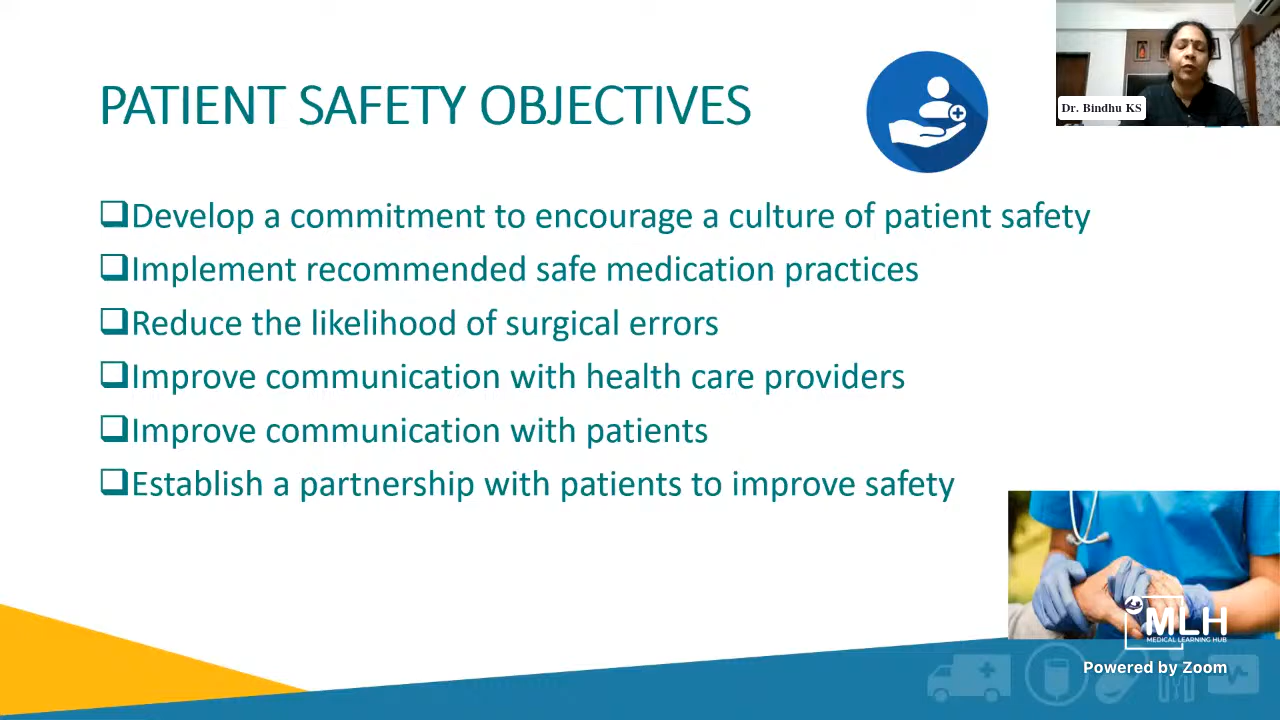 PATIENT SAFETY OBJECTIVES
Dr. Bindhu KS
❑Develop a commitment to encourage a culture of patient safety
❑Implement recommended safe medication practices
❑Reduce the likelihood of surgical errors
❑Improve communication with health care providers
❑Improve communication with patients
❑Establish a partnership with patients to improve safety
MLH
MEDICAL LEARNING HUB
Powered by Zoom